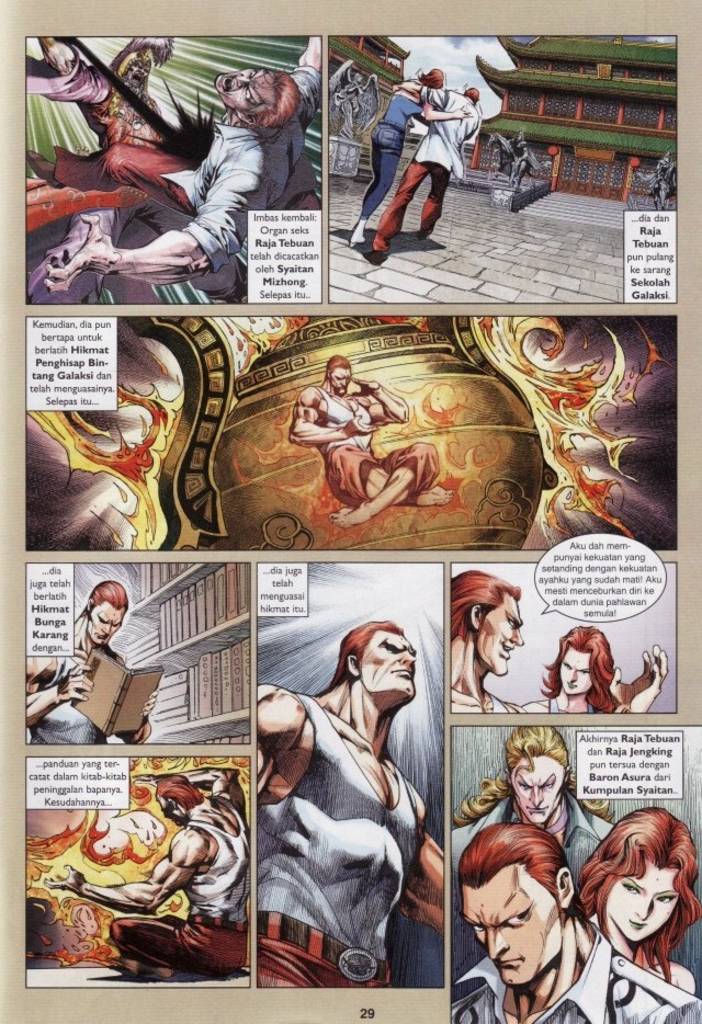 Imbas kembali:
Organ seks
Raja Tebuan
telah dicacatkan
oleh Syaitan
Mizhong.
Selepas itu..
...dia dan
Raja
Tebuan
pun pulang
ke sarang
Sekolah
Galaksi.
Kemudian, dia pun
bertapa untuk
berlatih Hikmat
Penghisap Bin-
tang Galaksi dan
telah menguasainya.
Selepas itu...
...dia
juga telah
berlatih
Hikmat
Bunga
Karang
dengan...
...panduan yang ter-
catat dalam kitab-kitab
peninggalan bapanya.
Kesudahannya...
...dia juga
telah
menguasai
hikmat itu.
Aku dah mem-
punyai kekuatan yang
setanding dengan kekuatan
ayahku yang sudah mati! Aku
mesti menceburkan diri ke
dalam dunia pahlawan
semula!
Akhirnya Raja Tebuan
dan Raja Jengking
pun tersua dengan
Baron Asura dari
Kumpulan Syaitan..
29